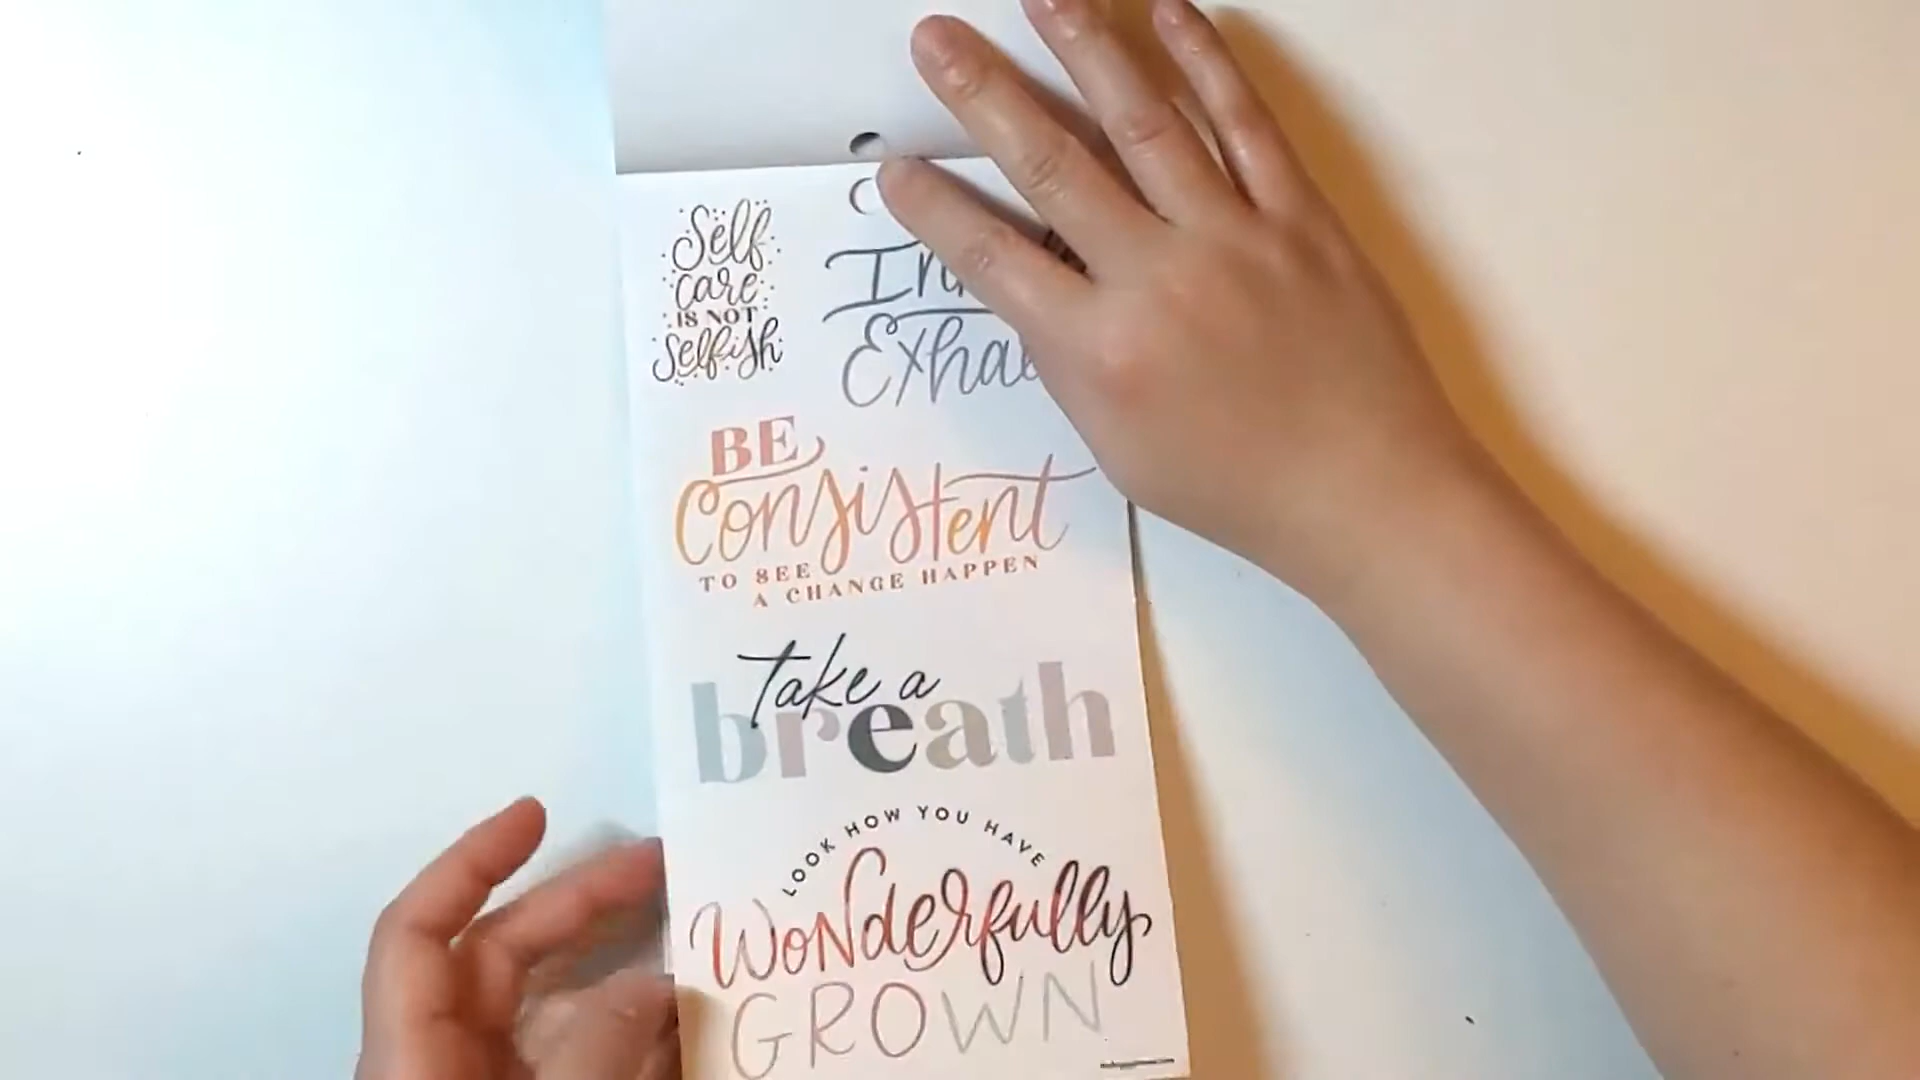 Self
care
IS NOT
selfish
BE
Consistent
TO SEE
A CHANGE HAPPEN
take a
breath
LOOK HOW YOU HAVE
WONderfully
GROWN